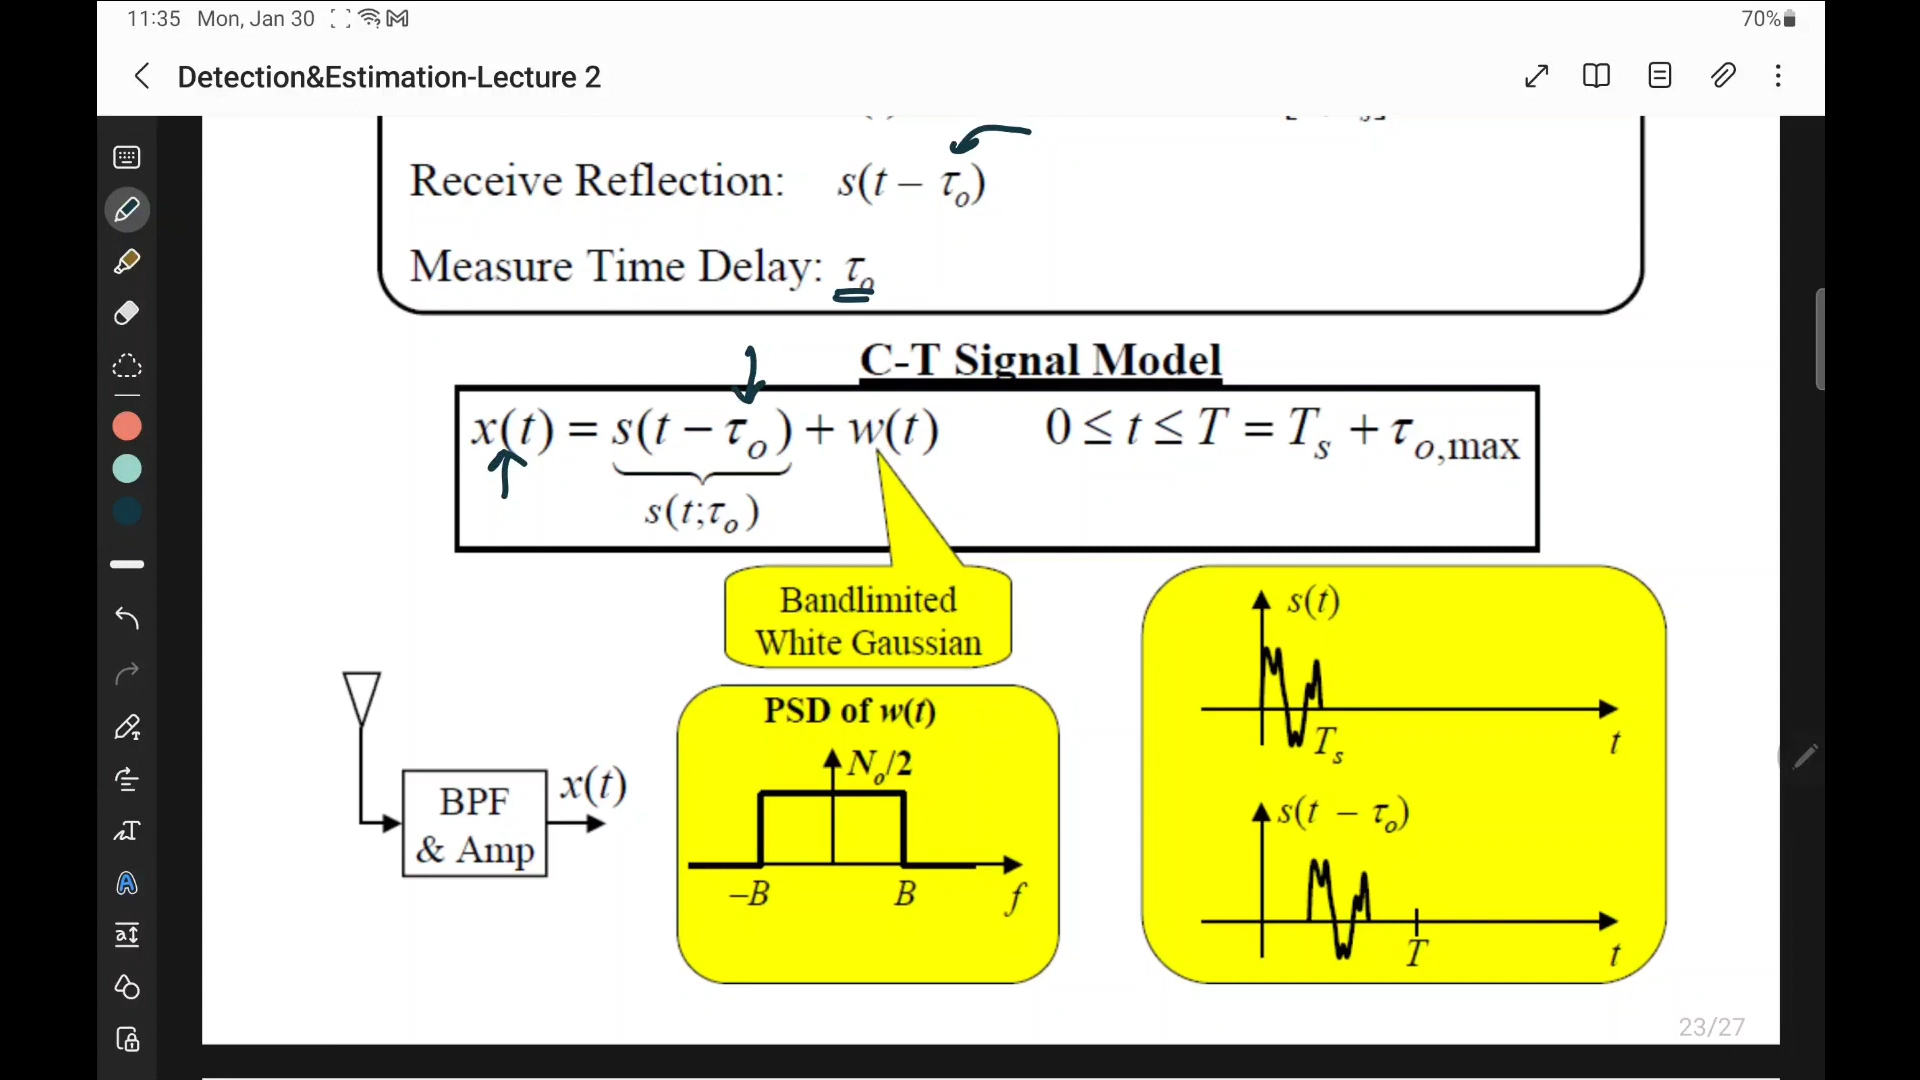 11:35 Mon, Jan 30
70%
Detection&Estimation-Lecture 2
Receive Reflection: s(t − τₒ)
Measure Time Delay: τₒ
C-T Signal Model
x(t) = s(t − τₒ) + w(t) 0 ≤ t ≤ T = Tₛ + τₒ,max
s(t;τₒ)
Bandlimited
White Gaussian
PSD of w(t)
Nₒ/2
−B B f
BPF
& Amp
x(t)
s(t)
Tₛ t
s(t − τₒ)
T t
23/27